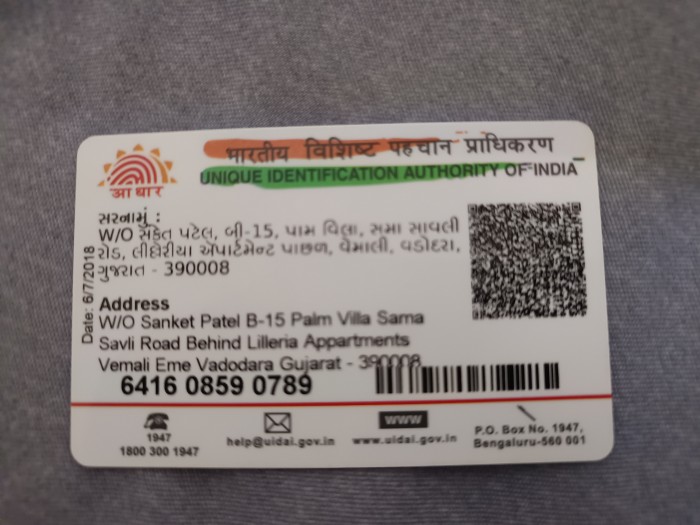 भारतीय विशिष्ट पहचान प्राधिकरण
UNIQUE IDENTIFICATION AUTHORITY OF INDIA
आधार
સરનામું :
W/O સંકેત પટેલ, બી-15, પામ વિલા, સમા સાવલી
રોડ, એપાર્ટમેન્ટ પાછળ, વેમાલી, વડોદરા,
ગુજરાત - 390008
Date: 6/7/2018
Address
W/O Sanket Patel B-15 Palm Villa Sama
Savli Road Behind Lilleria Appartments
Vemali Eme Vadodara Gujarat - 390008
6416 0859 0789
1947
1800 300 1947
help@uidai.gov.in
www
www.uidai.gov.in
P.O. Box No. 1947,
Bengaluru-560 001